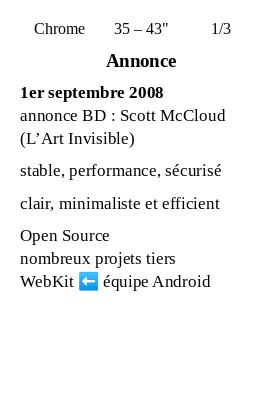 Chrome 35 – 43" 1/3
Annonce
1er septembre 2008
annonce BD : Scott McCloud
(L’Art Invisible)
stable, performance, sécurisé
clair, minimaliste et efficient
Open Source
nombreux projets tiers
WebKit ⬅ équipe Android